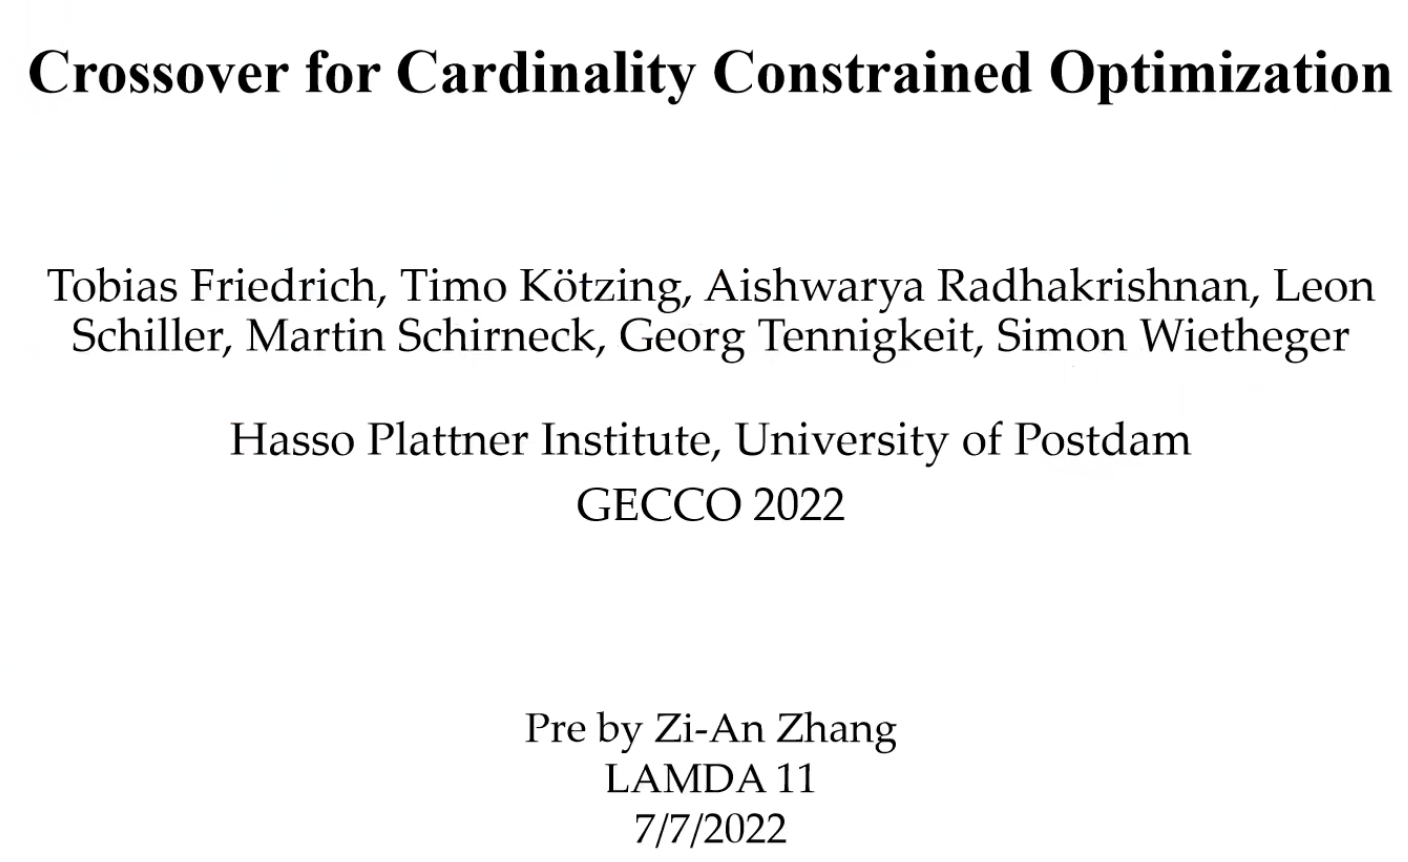 Crossover for Cardinality Constrained Optimization
Tobias Friedrich, Timo Kötzing, Aishwarya Radhakrishnan, Leon
Schiller, Martin Schirneck, Georg Tennigkeit, Simon Wietheger
Hasso Plattner Institute, University of Postdam
GECCO 2022
Pre by Zi-An Zhang
LAMDA 11
7/7/2022